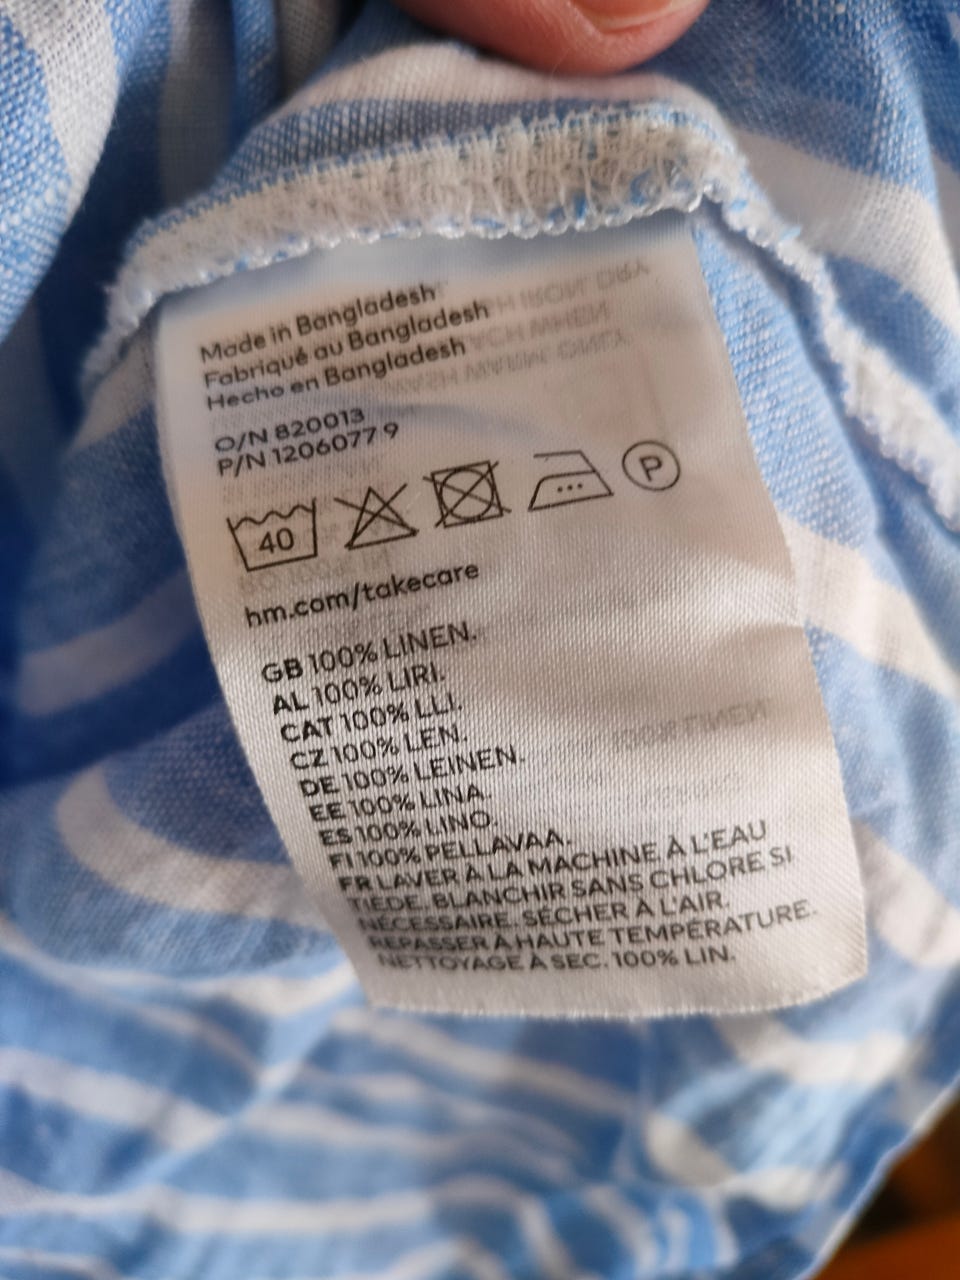 Made in Bangladesh
Fabriqué au Bangladesh
Hecho en Bangladesh
O/N 820013
P/N 1206077 9
40
P
hm.com/takecare
GB 100% LINEN.
AL 100% LIRI.
CAT 100% LLI.
CZ 100% LEN.
DE 100% LEINEN.
EE 100% LINA.
ES 100% LINO.
FI 100% PELLAVAA.
FR LAVER À LA MACHINE À L'EAU
TIÈDE. BLANCHIR SANS CHLORE SI
NÉCESSAIRE. SÉCHER À L'AIR.
REPASSER À HAUTE TEMPÉRATURE.
NETTOYAGE À SEC. 100% LIN.